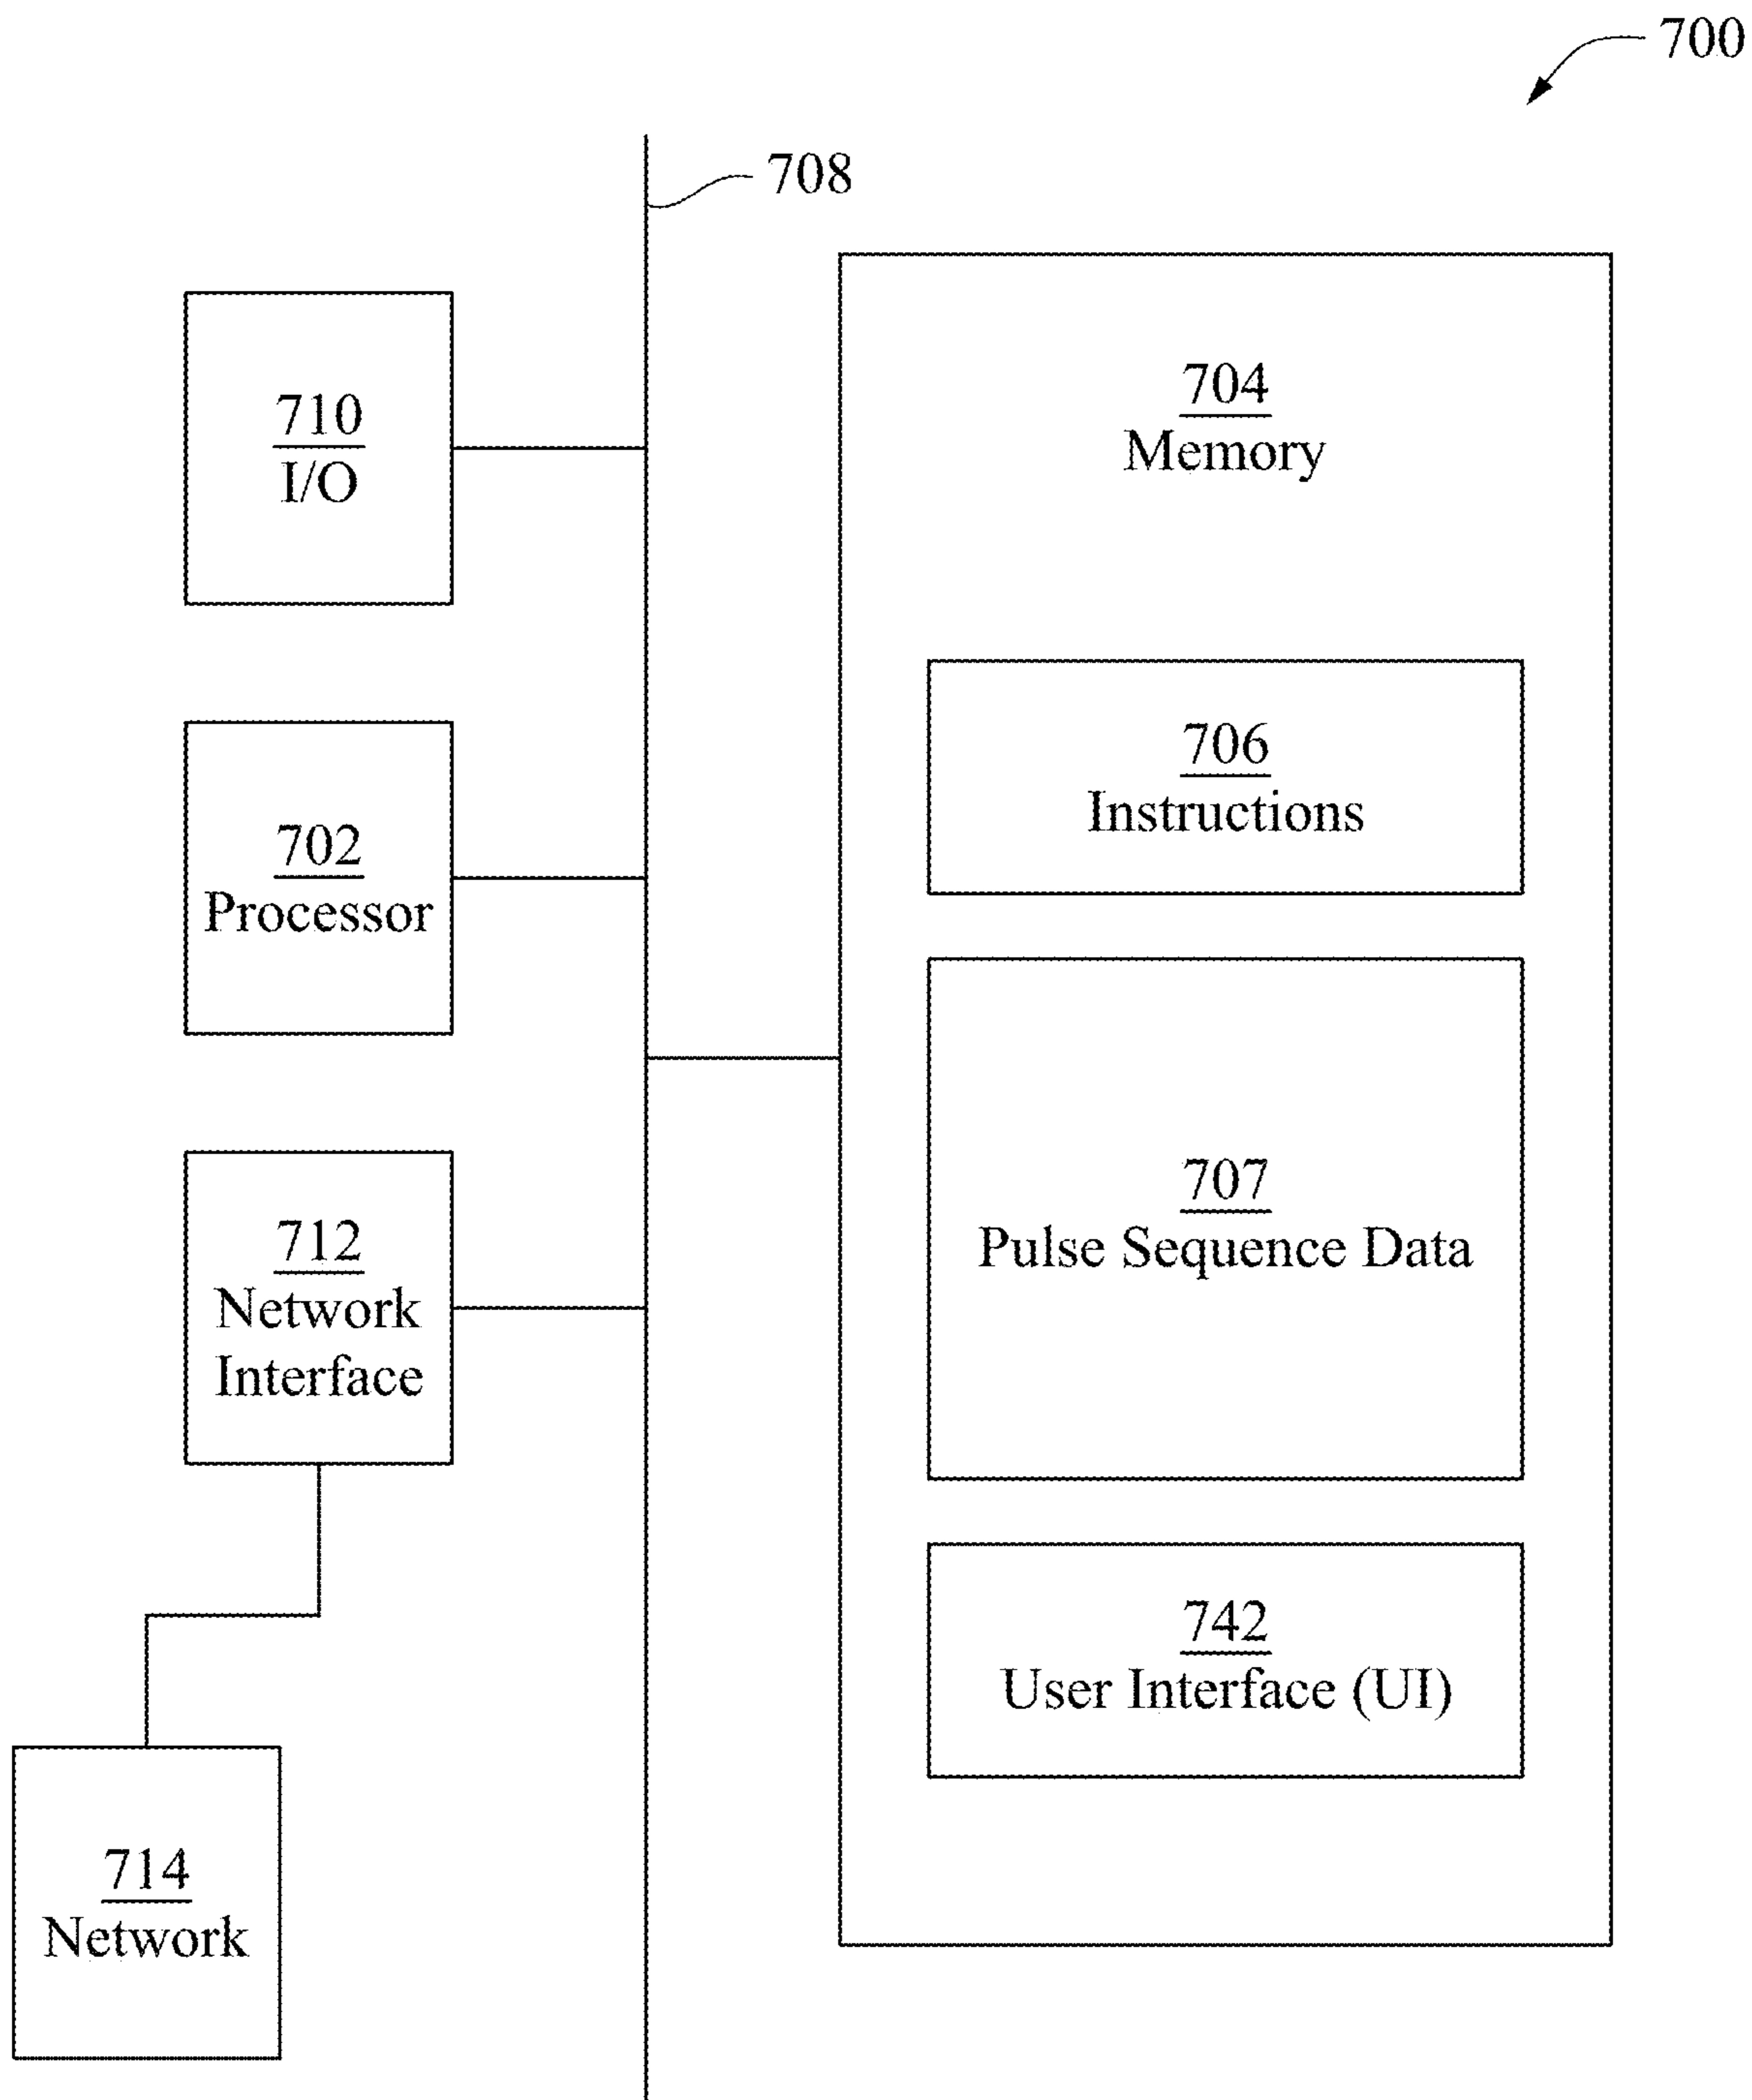 700
708
710
I/O
704
Memory
706
Instructions
702
Processor
707
Pulse Sequence Data
712
Network
Interface
742
User Interface (UI)
714
Network